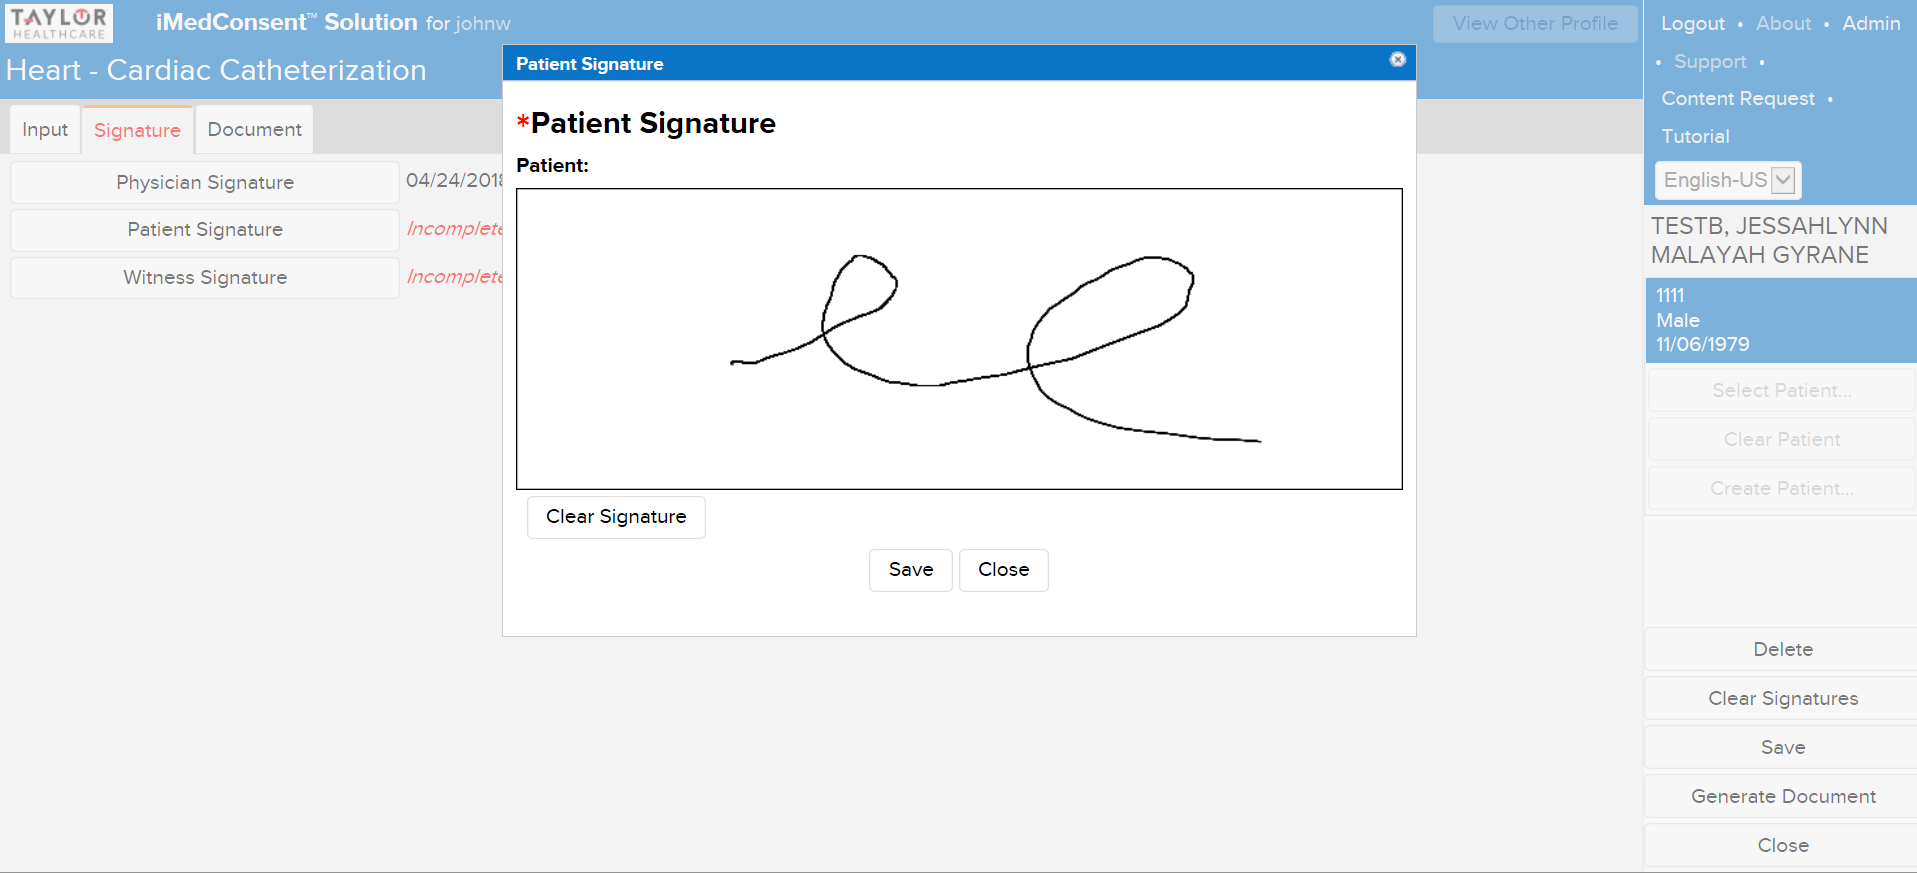 TAYLOR
HEALTHCARE
iMedConsent™ Solution for johnw
Heart - Cardiac Catheterization
View Other Profile
Logout • About • Admin
• Support •
Content Request •
Tutorial
English-US
Input
Signature
Document
Physician Signature 04/24/2018
Patient Signature Incomplete
Witness Signature Incomplete
Patient Signature
*Patient Signature
Patient:
Clear Signature
Save
Close
TESTB, JESSAHLYNN
MALAYAH GYRANE
1111
Male
11/06/1979
Select Patient...
Clear Patient
Create Patient...
Delete
Clear Signatures
Save
Generate Document
Close